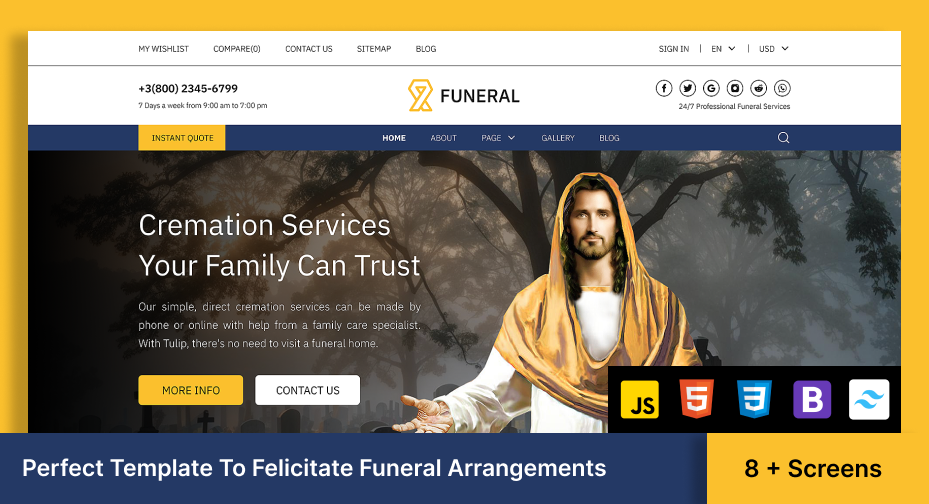 MY WISHLIST COMPARE(0) CONTACT US SITEMAP BLOG SIGN IN | EN | USD
+3(800) 2345-6799
7 Days a week from 9:00 am to 7:00 pm
FUNERAL
24/7 Professional Funeral Services
INSTANT QUOTE HOME ABOUT PAGE GALLERY BLOG
Cremation Services
Your Family Can Trust
Our simple, direct cremation services can be made by
phone or online with help from a family care specialist.
With Tulip, there's no need to visit a funeral home.
MORE INFO CONTACT US
JS 5 3 B
Perfect Template To Felicitate Funeral Arrangements
8 + Screens